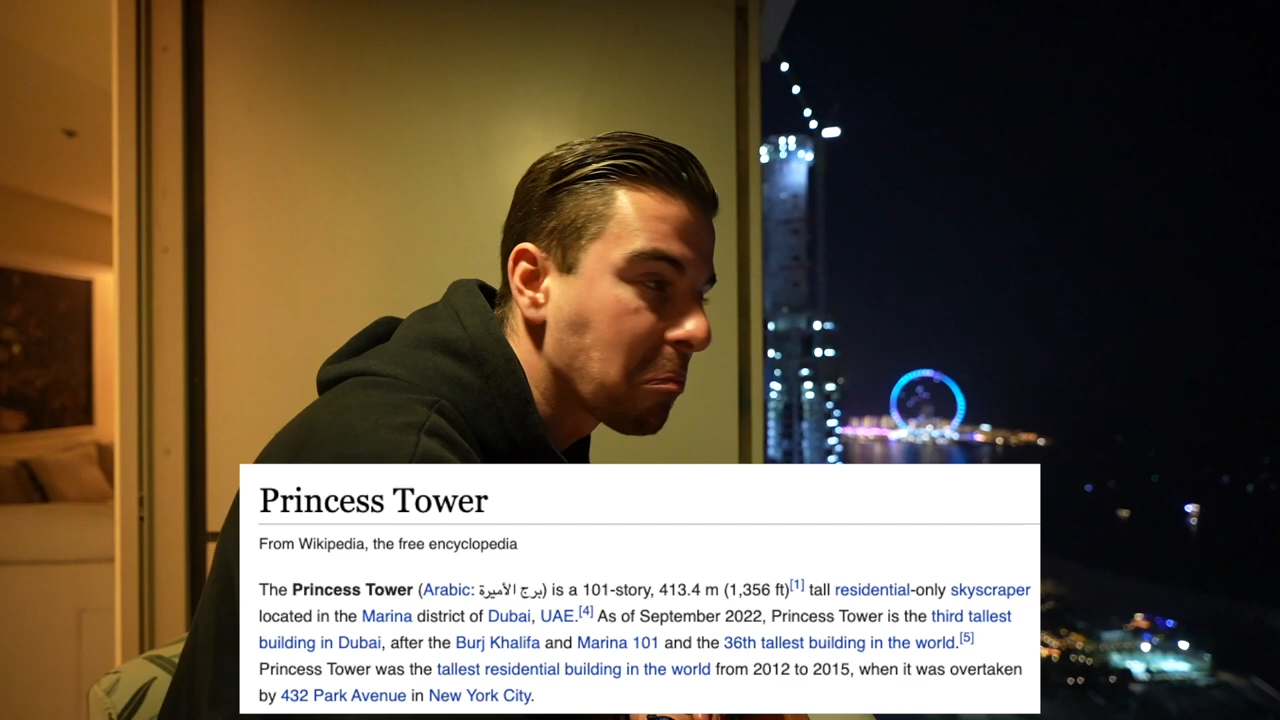 Princess Tower
From Wikipedia, the free encyclopedia
The Princess Tower (Arabic: برج الأميرة) is a 101-story, 413.4 m (1,356 ft)[1] tall residential-only skyscraper
located in the Marina district of Dubai, UAE.[4] As of September 2022, Princess Tower is the third tallest
building in Dubai, after the Burj Khalifa and Marina 101 and the 36th tallest building in the world.[5]
Princess Tower was the tallest residential building in the world from 2012 to 2015, when it was overtaken
by 432 Park Avenue in New York City.